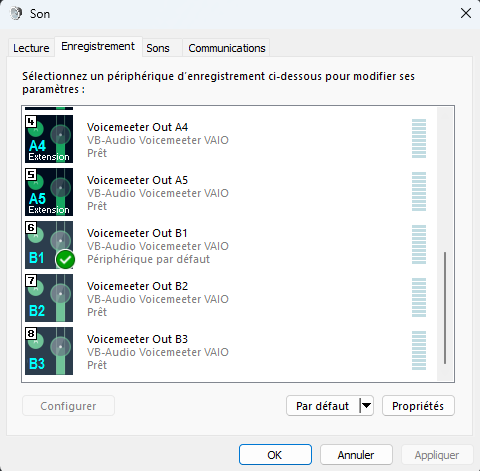 Son
Lecture Enregistrement Sons Communications
Sélectionnez un périphérique d'enregistrement ci-dessous pour modifier ses
paramètres :
4
A4
Extension
Voicemeeter Out A4
VB-Audio Voicemeeter VAIO
Prêt
5
A5
Extension
Voicemeeter Out A5
VB-Audio Voicemeeter VAIO
Prêt
6
B1
Voicemeeter Out B1
VB-Audio Voicemeeter VAIO
Périphérique par défaut
7
B2
Voicemeeter Out B2
VB-Audio Voicemeeter VAIO
Prêt
8
B3
Voicemeeter Out B3
VB-Audio Voicemeeter VAIO
Prêt
Configurer Par défaut Propriétés
OK Annuler Appliquer